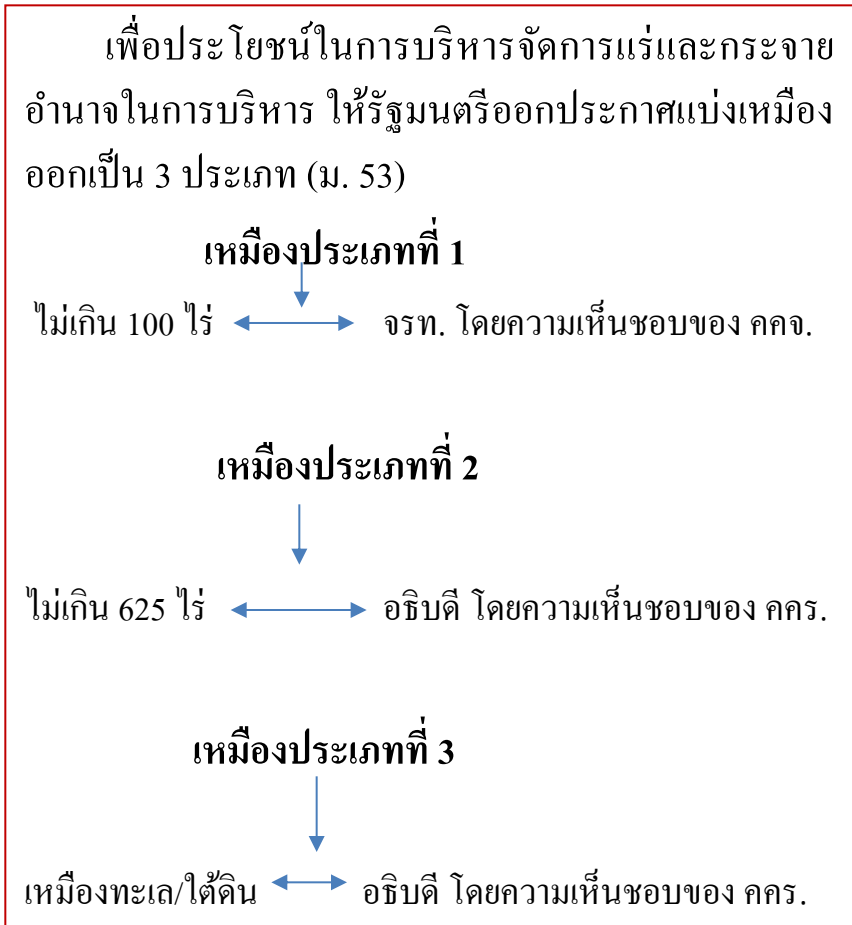 เพื่อประโยชน์ในการบริหารจัดการแร่และกระจาย
อำนาจในการบริหาร ให้รัฐมนตรีออกประกาศแบ่งเหมือง
ออกเป็น 3 ประเภท (ม. 53)
เหมืองประเภทที่ 1
ไม่เกิน 100 ไร่ จรท. โดยความเห็นชอบของ คคจ.
เหมืองประเภทที่ 2
ไม่เกิน 625 ไร่ อธิบดี โดยความเห็นชอบของ คคร.
เหมืองประเภทที่ 3
เหมืองทะเล/ใต้ดิน อธิบดี โดยความเห็นชอบของ คคร.